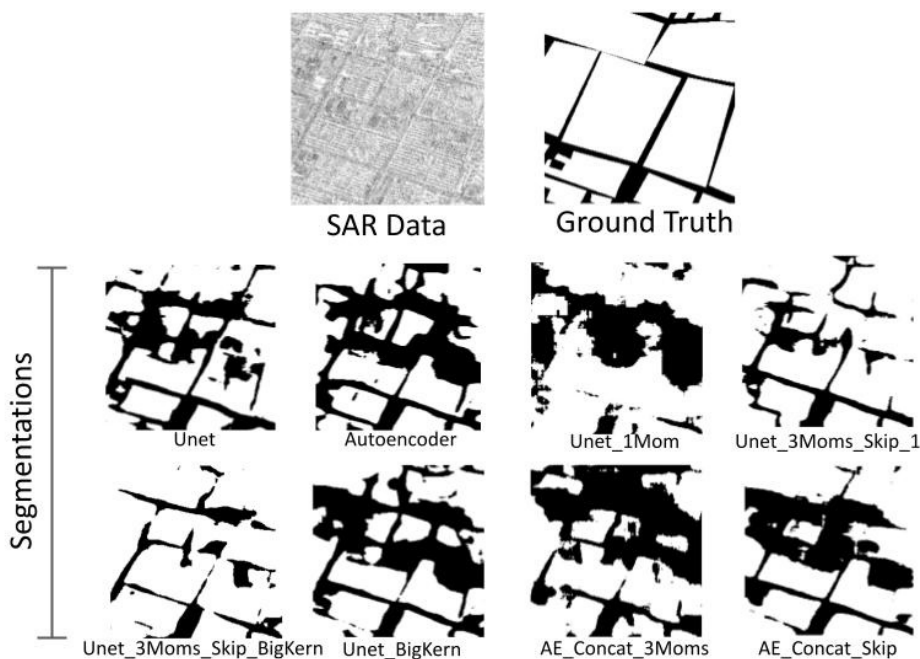 SAR Data
Ground Truth
Segmentations
Unet
Autoencoder
Unet_1Mom
Unet_3Moms_Skip_1
Unet_3Moms_Skip_BigKern
Unet_BigKern
AE_Concat_3Moms
AE_Concat_Skip